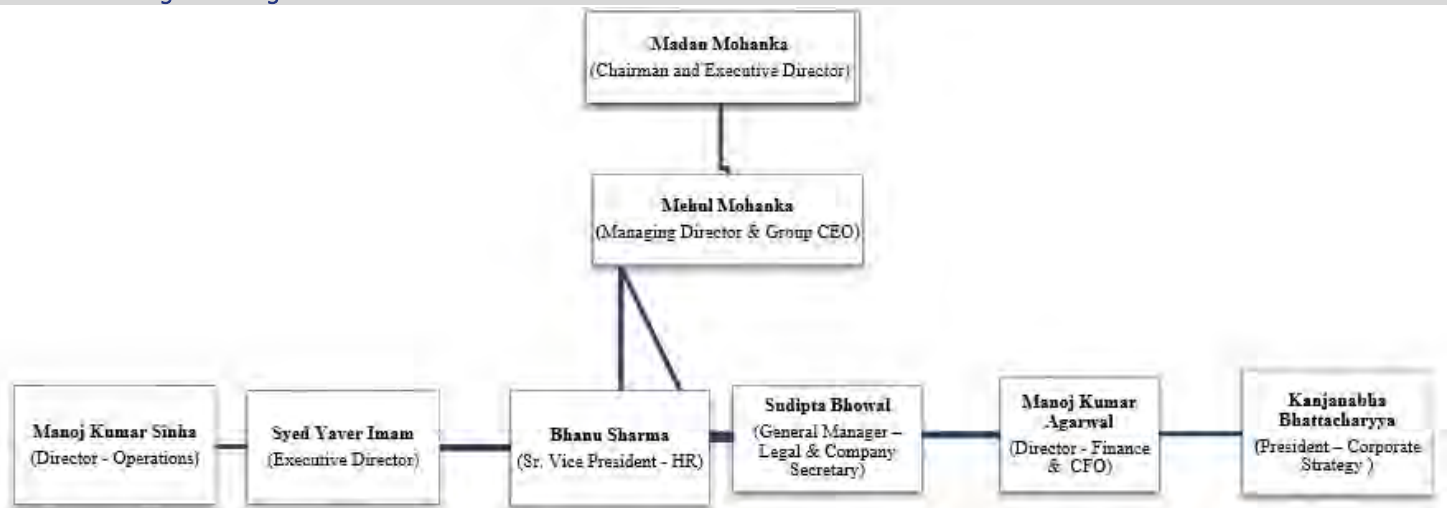 Madan Mohanka
(Chairman and Executive Director)
Mehul Mohanka
(Managing Director & Group CEO)
Manoj Kumar Sinha
(Director - Operations)
Syed Yaver Imam
(Executive Director)
Bhanu Sharma
(Sr. Vice President - HR)
Sudipta Bhowal
(General Manager –
Legal & Company
Secretary)
Manoj Kumar
Agarwal
(Director - Finance
& CFO)
Kanjanabha
Bhattacharyya
(President – Corporate
Strategy )